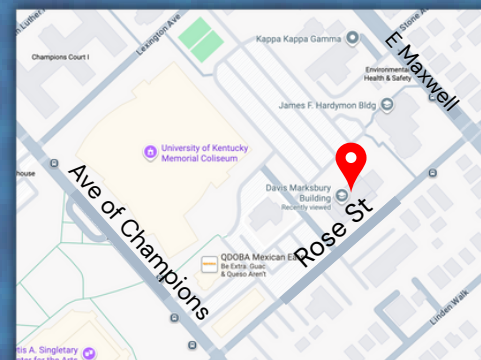 Lexington Ave
Stone A
Kappa Kappa Gamma
E Maxwell
Champions Court I
Environmental
Health & Safety
James F. Hardymon Bldg
University of Kentucky
Memorial Coliseum
house
Ave of Champions
Davis Marksbury
Building
Recently viewed
Rose St
QDOBA Mexican Ea
Be Extra: Guac
& Queso Aren't
Linden Walk
tis A. Singletary
ter for the Arts